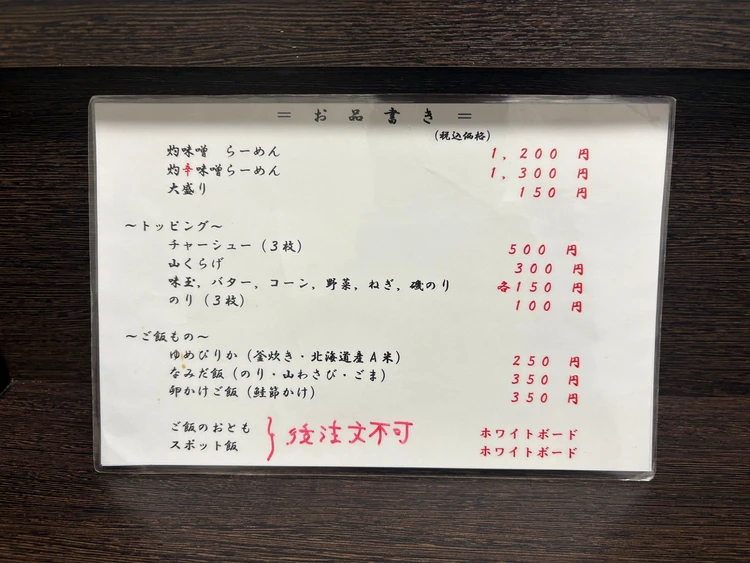 ＝ お 品 書 き ＝
(税込価格)
灼味噌 らーめん 1,200 円
灼辛味噌らーめん 1,300 円
大盛り 150 円
～トッピング～
チャーシュー（3枚） 500 円
山くらげ 300 円
味玉, バター, コーン, 野菜, ねぎ, 磯のり 各150 円
のり（3枚） 100 円
～ご飯もの～
ゆめぴりか（釜炊き・北海道産A米） 250 円
なみだ飯（のり・山わさび・ごま） 350 円
卵かけご飯（鮭節かけ） 350 円
ご飯のおとも ホワイトボード
スポット飯 } 後注文不可 ホワイトボード